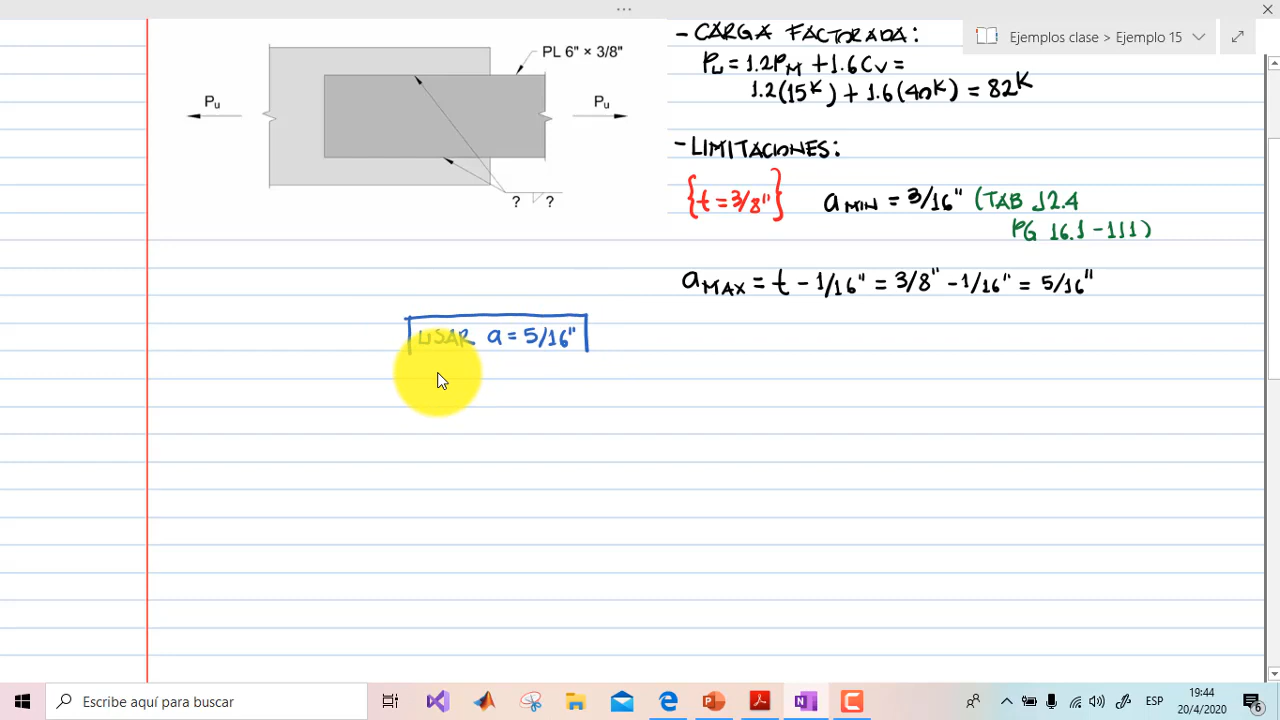 Ejemplos clase > Ejemplo 15
PL 6" × 3/8"
Pu
Pu
? ?
- CARGA FACTORADA:
Pu = 1.2PM + 1.6CV =
1.2(15K) + 1.6(40K) = 82K
- LIMITACIONES:
{t = 3/8"} aMIN = 3/16" (TAB J2.4
PG 16.1 - 111)
aMAX = t - 1/16" = 3/8" - 1/16" = 5/16"
USAR a = 5/16"
Escribe aquí para buscar
ESP
19:44
20/4/2020
6